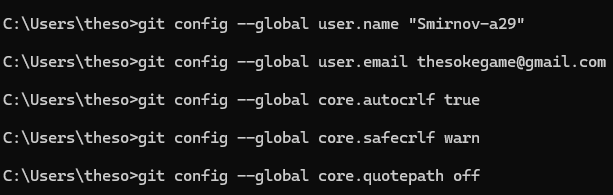 C:\Users\theso>git config --global user.name "Smirnov-a29"
C:\Users\theso>git config --global user.email thesokegame@gmail.com
C:\Users\theso>git config --global core.autocrlf true
C:\Users\theso>git config --global core.safecrlf warn
C:\Users\theso>git config --global core.quotepath off